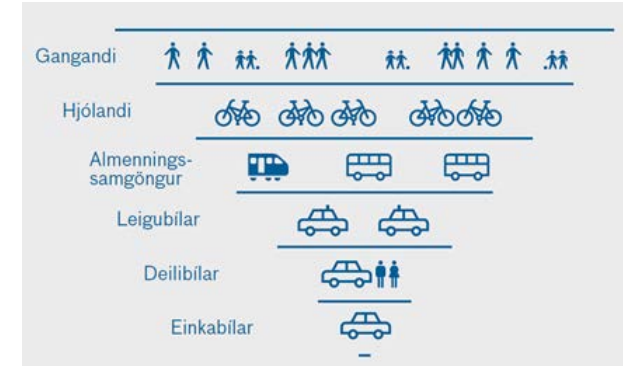 Gangandi
Hjólandi
Almennings-
samgöngur
Leigubílar
Deilibílar
Einkabílar